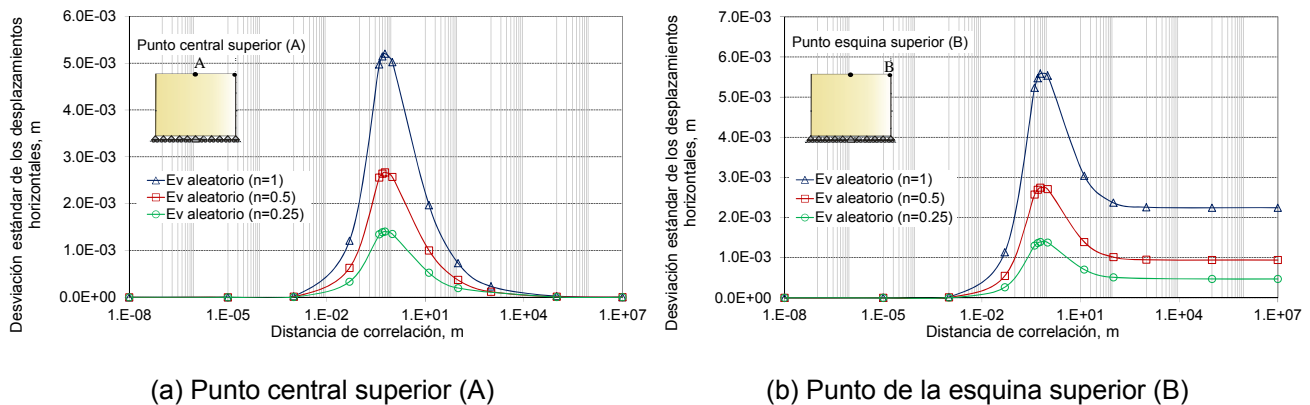 Desviación estándar de los desplazamientos
horizontales, m
6.0E-03
5.0E-03
4.0E-03
3.0E-03
2.0E-03
1.0E-03
0.0E+00
Punto central superior (A)
A
Ev aleatorio (n=1)
Ev aleatorio (n=0.5)
Ev aleatorio (n=0.25)
1.E-08
1.E-05
1.E-02
1.E+01
1.E+04
1.E+07
Distancia de correlación, m
(a) Punto central superior (A)
Desviación estándar de los desplazamientos
horizontales, m
7.0E-03
6.0E-03
5.0E-03
4.0E-03
3.0E-03
2.0E-03
1.0E-03
0.0E+00
Punto esquina superior (B)
B
Ev aleatorio (n=1)
Ev aleatorio (n=0.5)
Ev aleatorio (n=0.25)
1.E-08
1.E-05
1.E-02
1.E+01
1.E+04
1.E+07
Distancia de correlación, m
(b) Punto de la esquina superior (B)